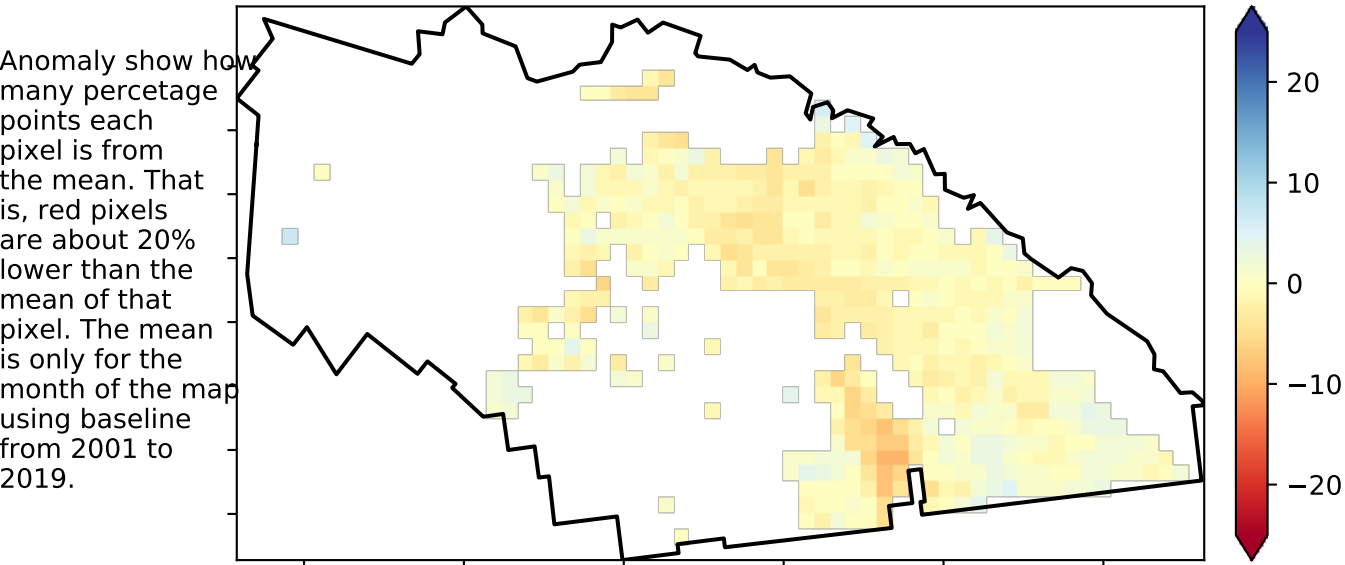 Anomaly show how
many percetage
points each
pixel is from
the mean. That
is, red pixels
are about 20%
lower than the
mean of that
pixel. The mean
is only for the
month of the map
using baseline
from 2001 to
2019.
20
10
0
−10
−20